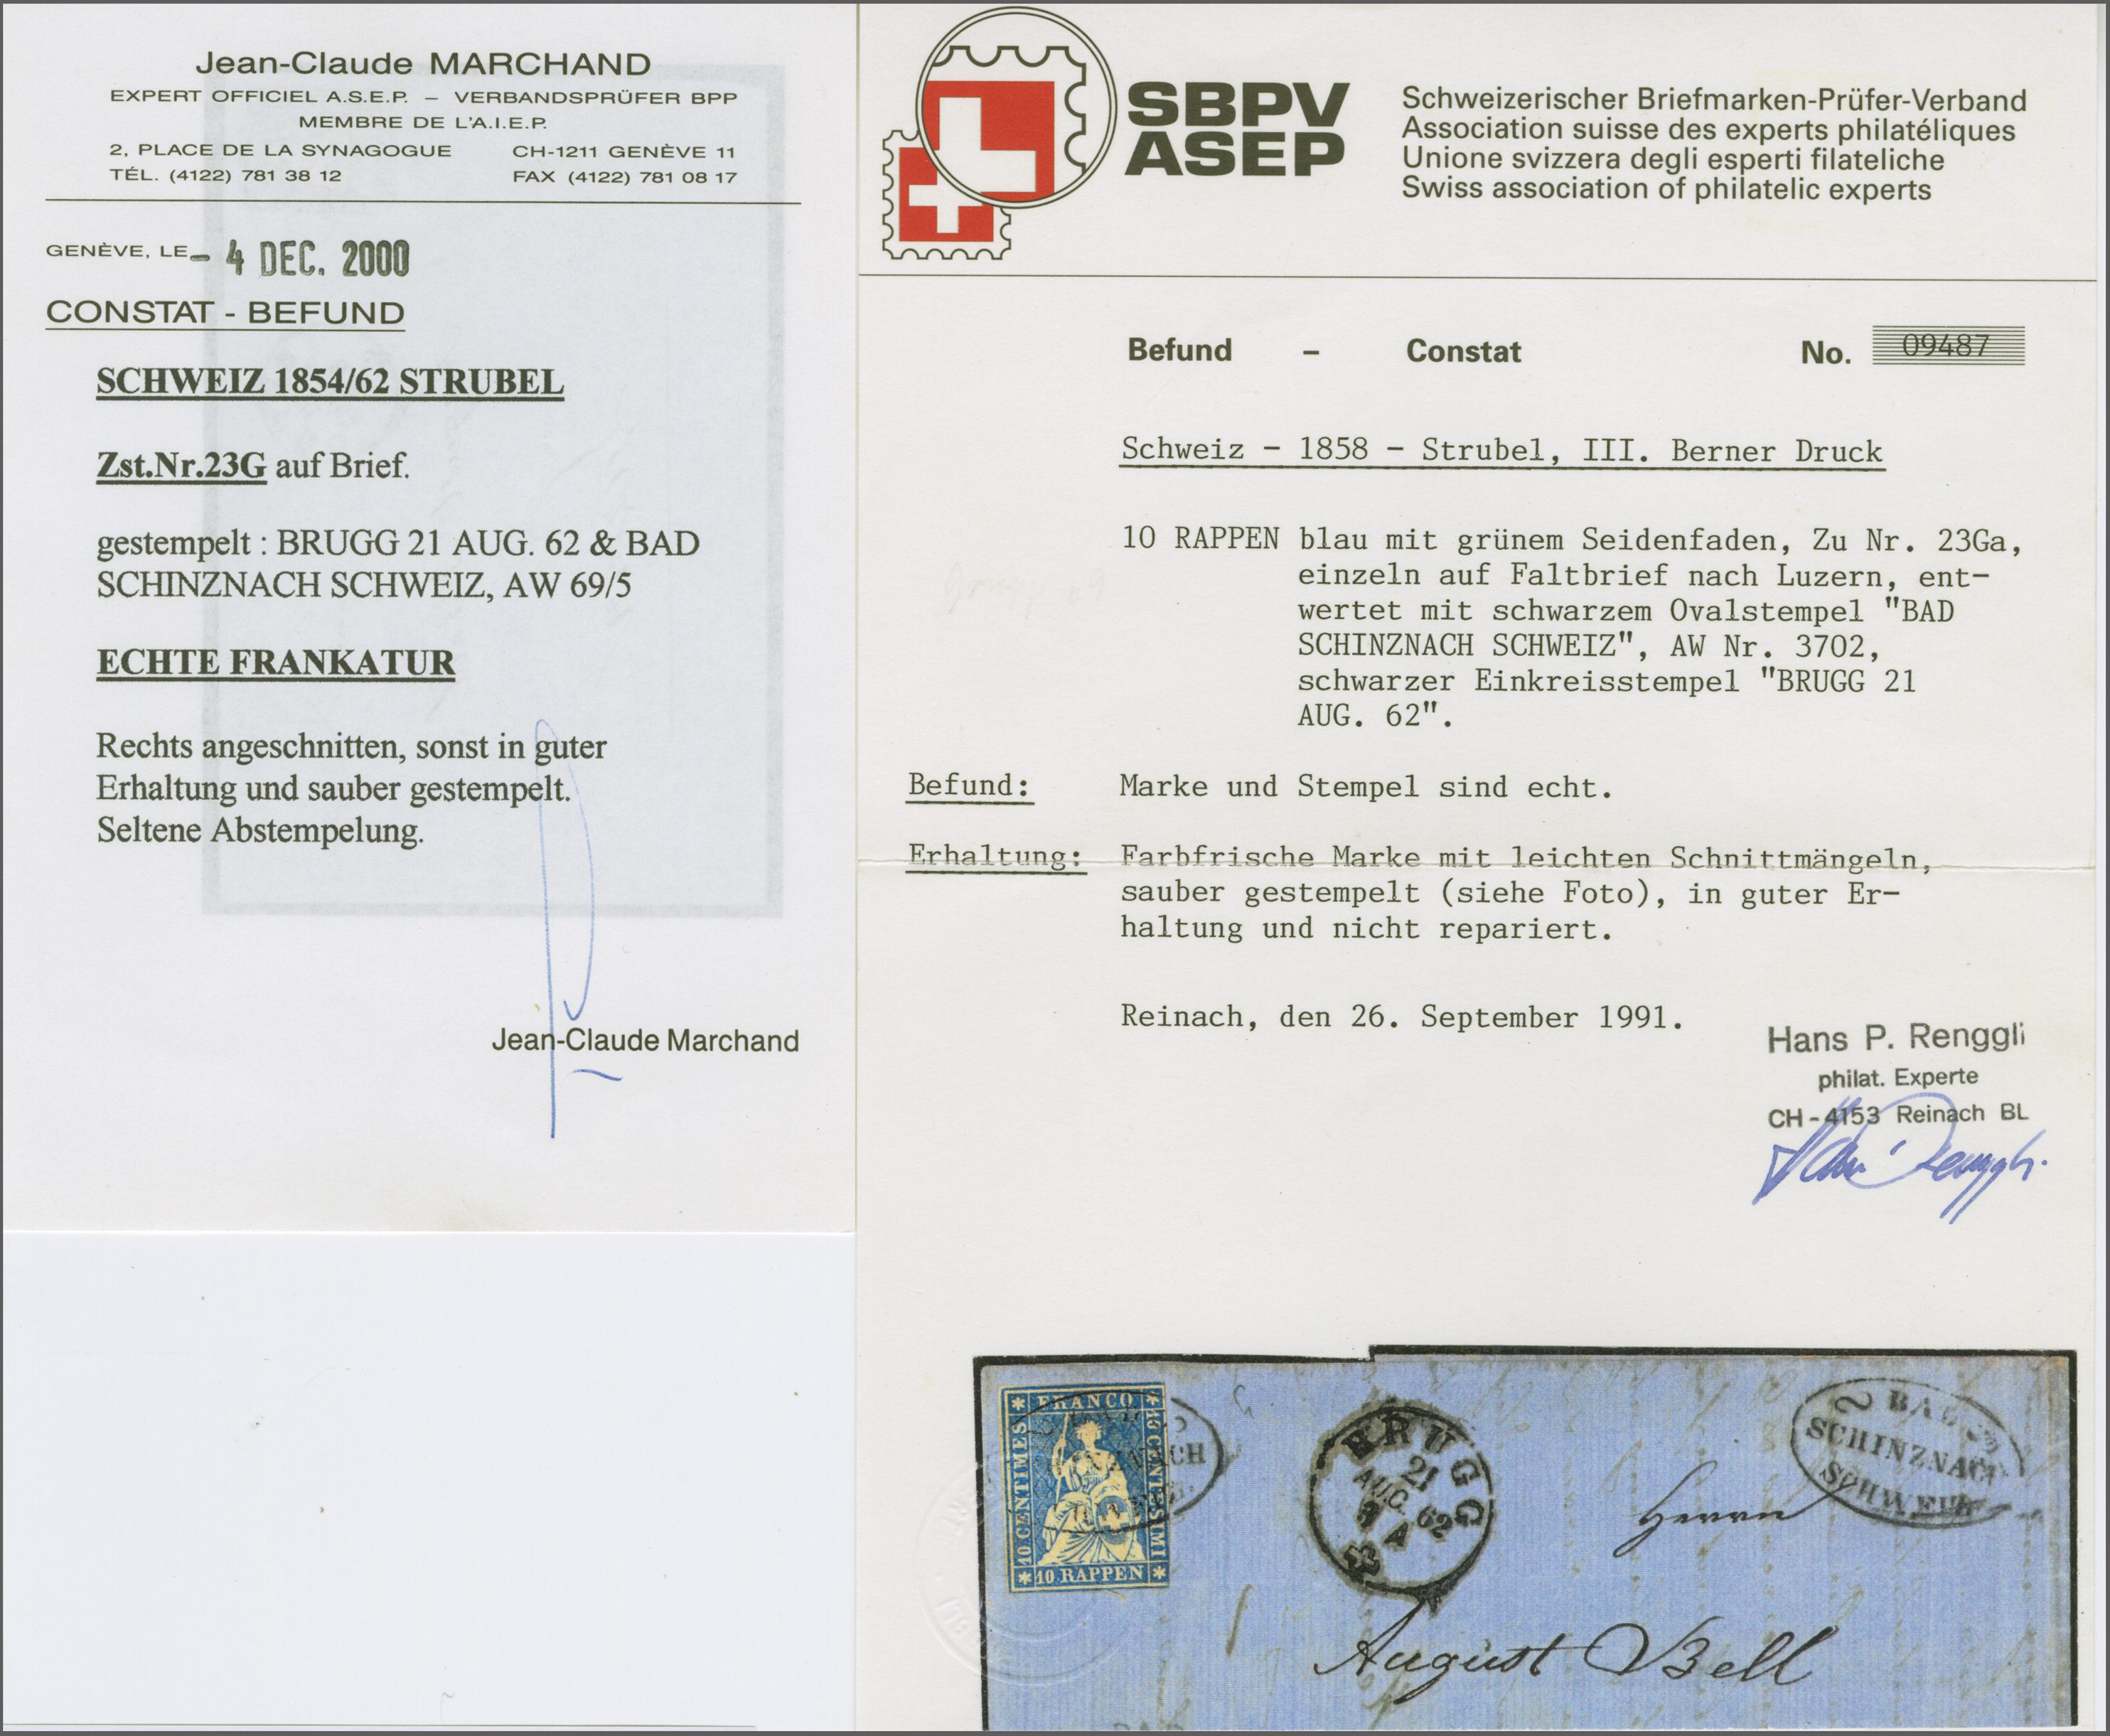 Jean-Claude MARCHAND
EXPERT OFFICIEL A.S.E.P. – VERBANDSPRÜFER BPP
MEMBRE DE L'A.I.E.P.
2, PLACE DE LA SYNAGOGUE CH-1211 GENÈVE 11
TÉL. (4122) 781 38 12 FAX (4122) 781 08 17
GENÈVE, LE - 4 DEC. 2000
CONSTAT - BEFUND
SCHWEIZ 1854/62 STRUBEL
Zst.Nr.23G auf Brief.
gestempelt : BRUGG 21 AUG. 62 & BAD
SCHINZNACH SCHWEIZ, AW 69/5
ECHTE FRANKATUR
Rechts angeschnitten, sonst in guter
Erhaltung und sauber gestempelt.
Seltene Abstempelung.
Jean-Claude Marchand
SBPV
ASEP
Schweizerischer Briefmarken-Prüfer-Verband
Association suisse des experts philatéliques
Unione svizzera degli esperti filateliche
Swiss association of philatelic experts
Befund – Constat No. 09487
Schweiz - 1858 - Strubel, III. Berner Druck
10 RAPPEN blau mit grünem Seidenfaden, Zu Nr. 23Ga,
einzeln auf Faltbrief nach Luzern, ent-
wertet mit schwarzem Ovalstempel "BAD
SCHINZNACH SCHWEIZ", AW Nr. 3702,
schwarzer Einkreisstempel "BRUGG 21
AUG. 62".
Befund: Marke und Stempel sind echt.
Erhaltung: Farbfrische Marke mit leichten Schnittmängeln,
sauber gestempelt (siehe Foto), in guter Er-
haltung und nicht repariert.
Reinach, den 26. September 1991.
Hans P. Renggli
philat. Experte
CH-4153 Reinach BL
FRANCO
10 CENTIMES
10 CENTESIMI
10 RAPPEN
BRUGG
21
AUG. 62
BAD
SCHINZNACH
SCHWEIZ
Herrn
August Bell